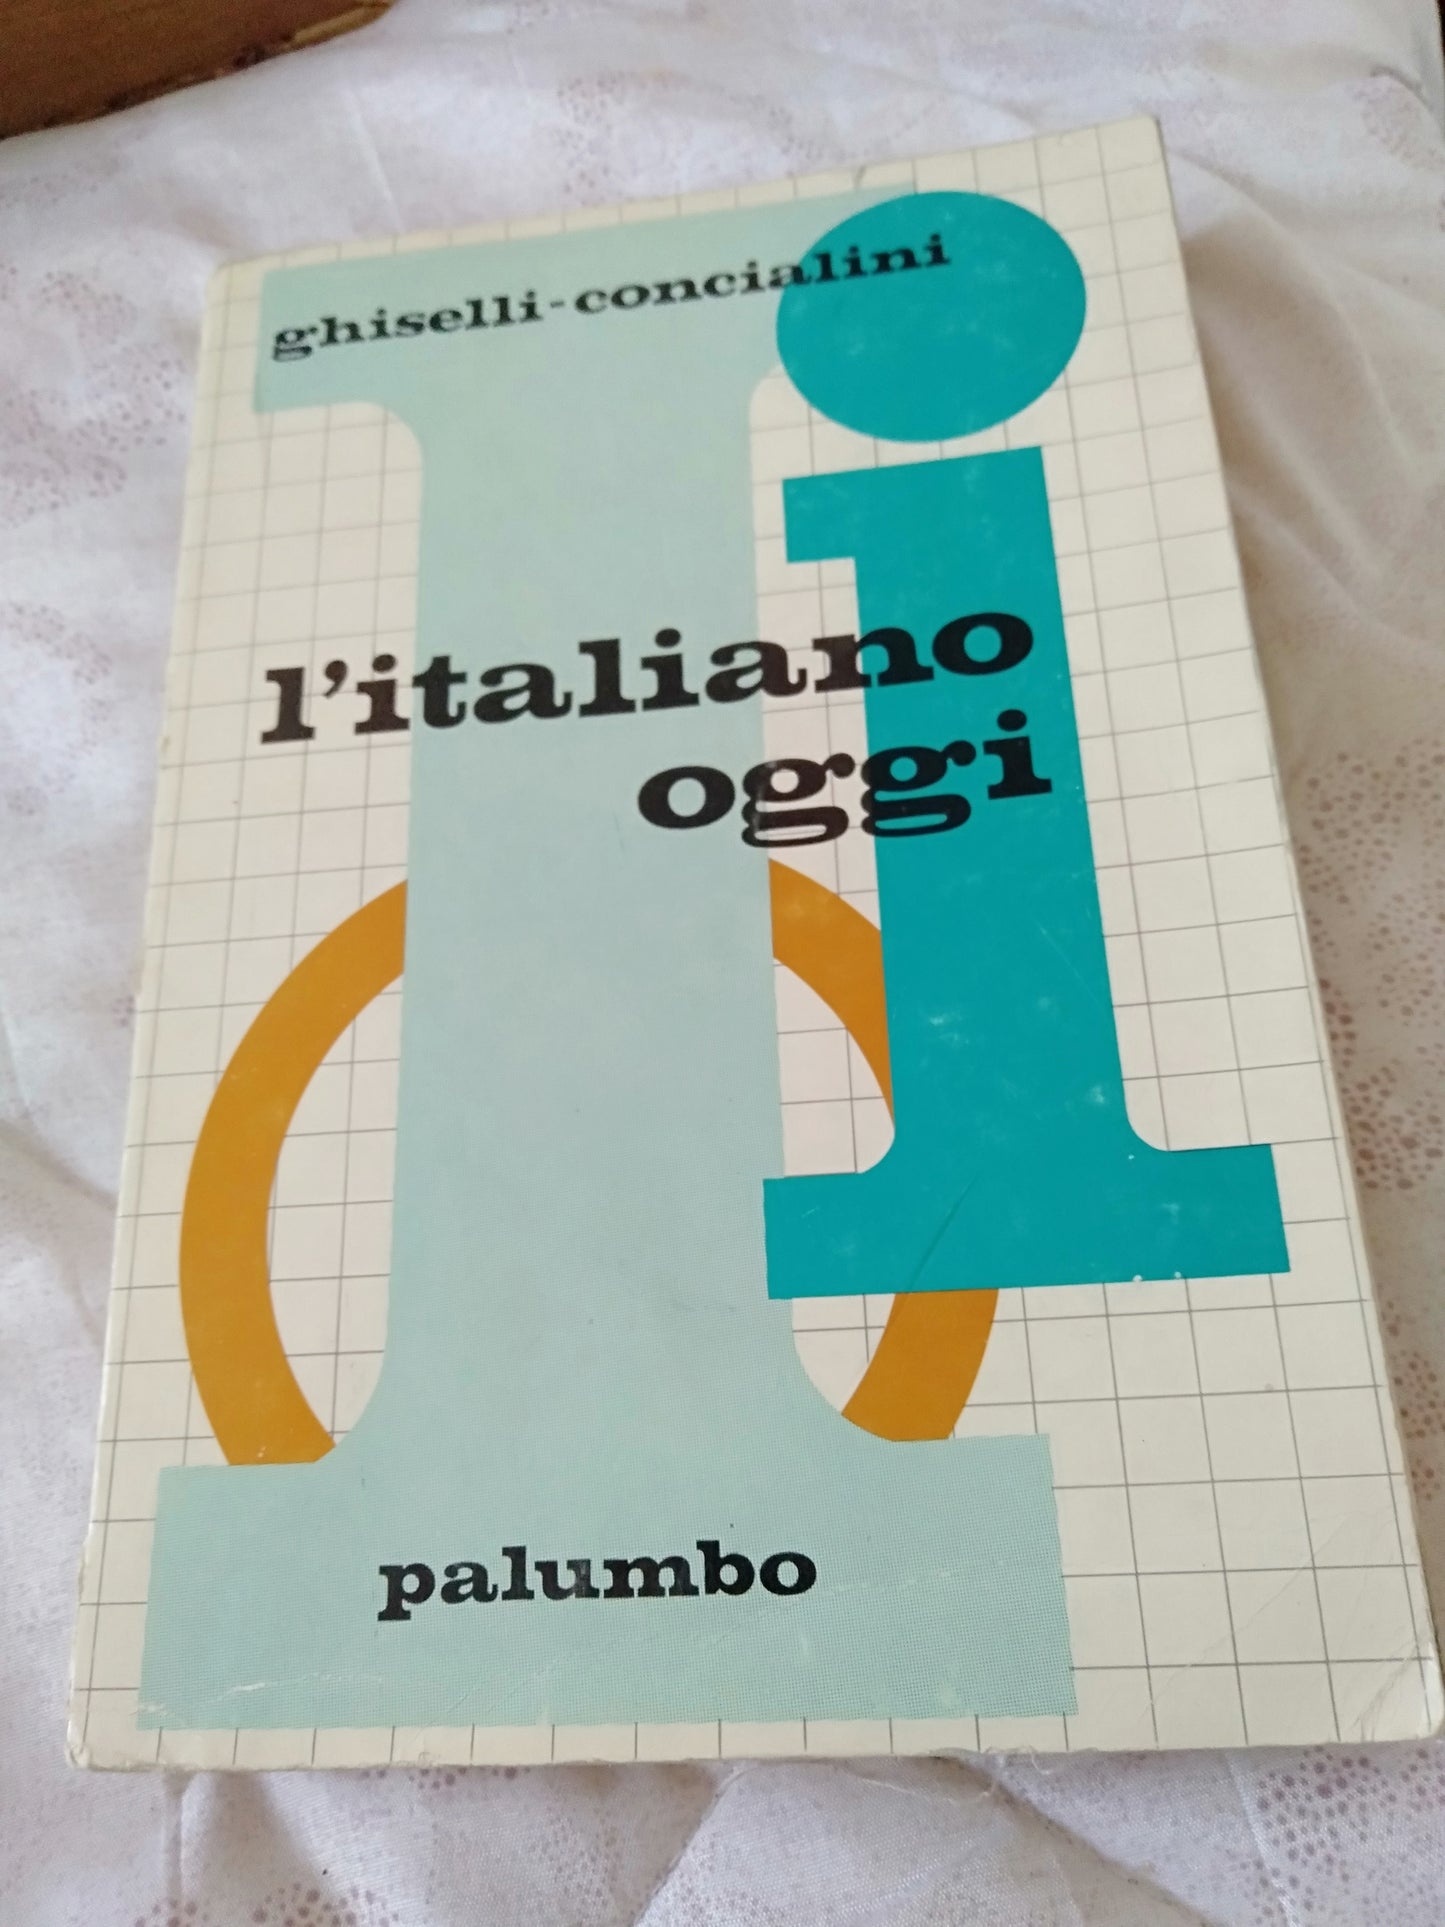 ghiselli-concialini
l'italiano
oggi
palumbo